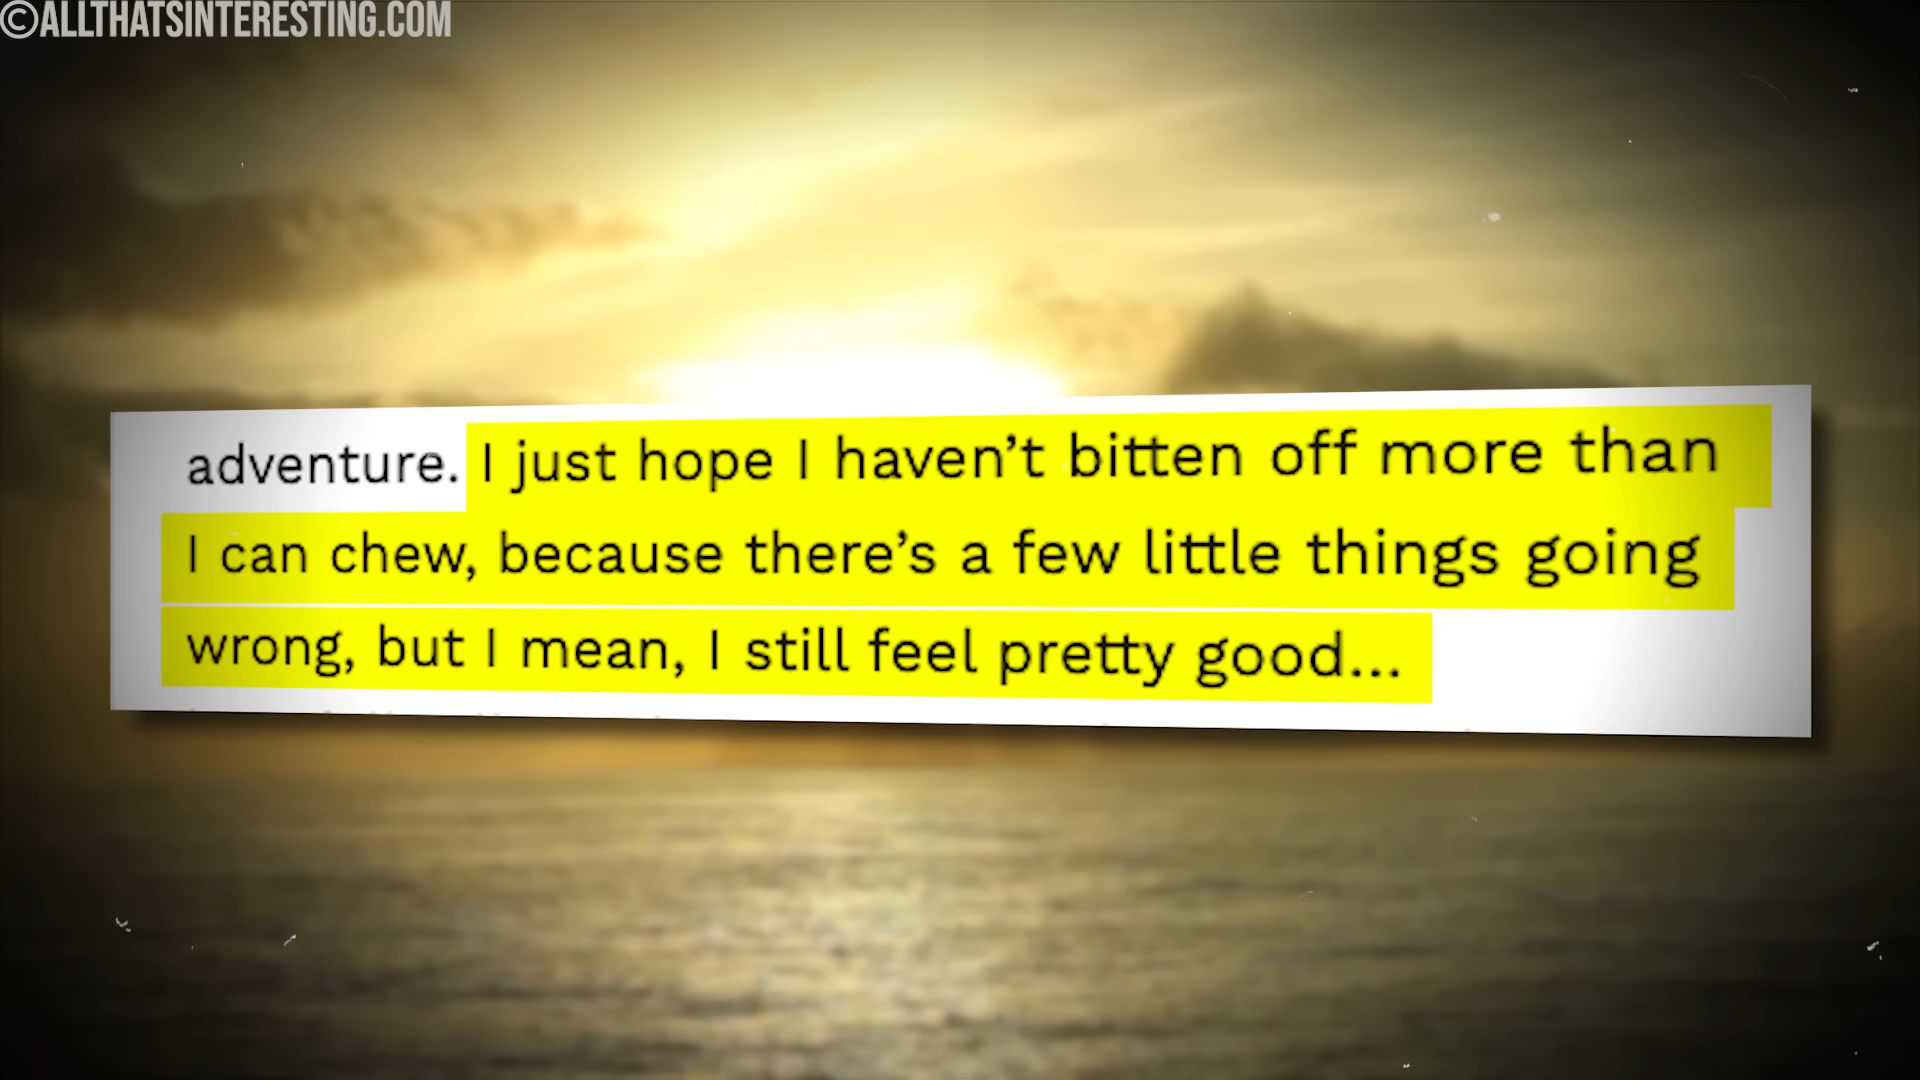 ©ALLTHATSINTERESTING.COM
adventure. I just hope I haven’t bitten off more than
I can chew, because there’s a few little things going
wrong, but I mean, I still feel pretty good...